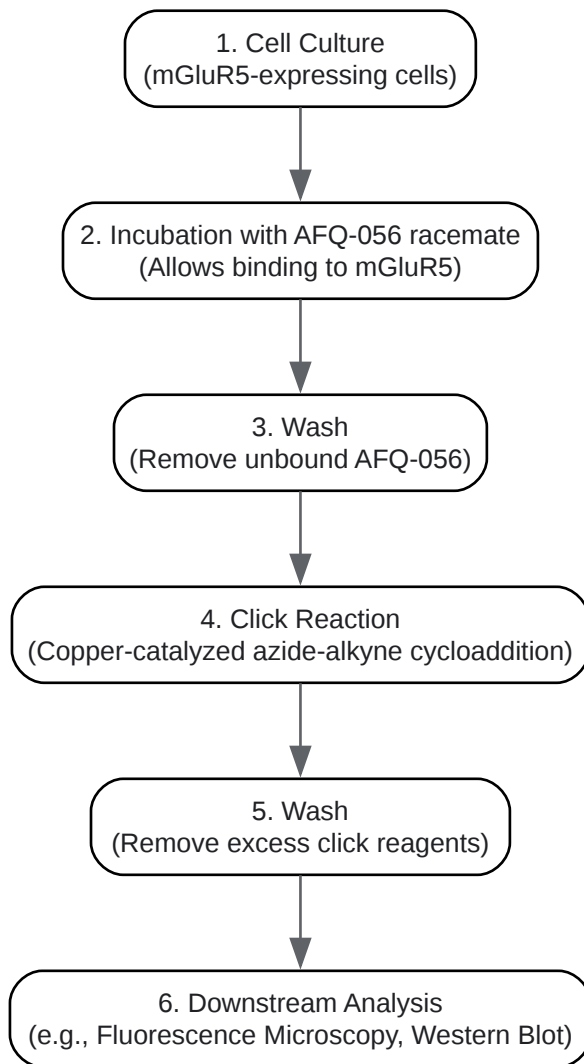 1. Cell Culture
(mGluR5-expressing cells)
2. Incubation with AFQ-056 racemate
(Allows binding to mGluR5)
3. Wash
(Remove unbound AFQ-056)
4. Click Reaction
(Copper-catalyzed azide-alkyne cycloaddition)
5. Wash
(Remove excess click reagents)
6. Downstream Analysis
(e.g., Fluorescence Microscopy, Western Blot)